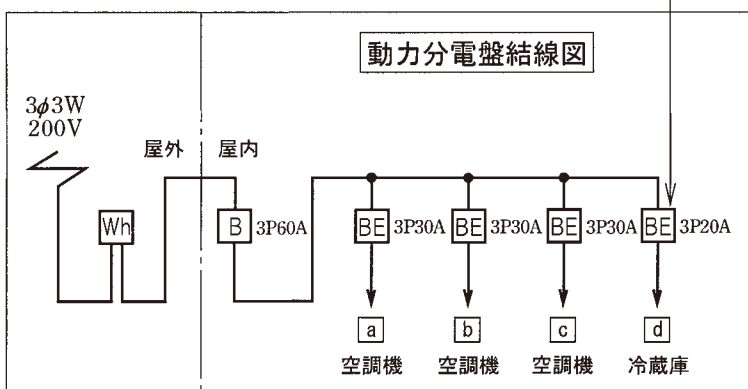 動力分電盤結線図
3φ3W
200V
屋外 屋内
Wh
B 3P60A
BE 3P30A
BE 3P30A
BE 3P30A
BE 3P20A
a b c d
空調機 空調機 空調機 冷蔵庫